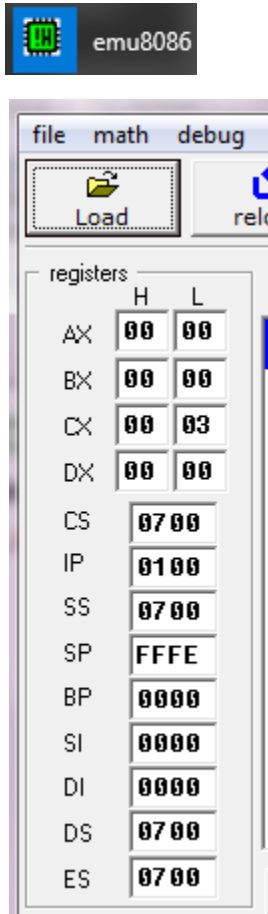 emu8086
file math debug
Load
registers
H L
AX 00 00
BX 00 00
CX 00 03
DX 00 00
CS 0700
IP 0100
SS 0700
SP FFFE
BP 0000
SI 0000
DI 0000
DS 0700
ES 0700